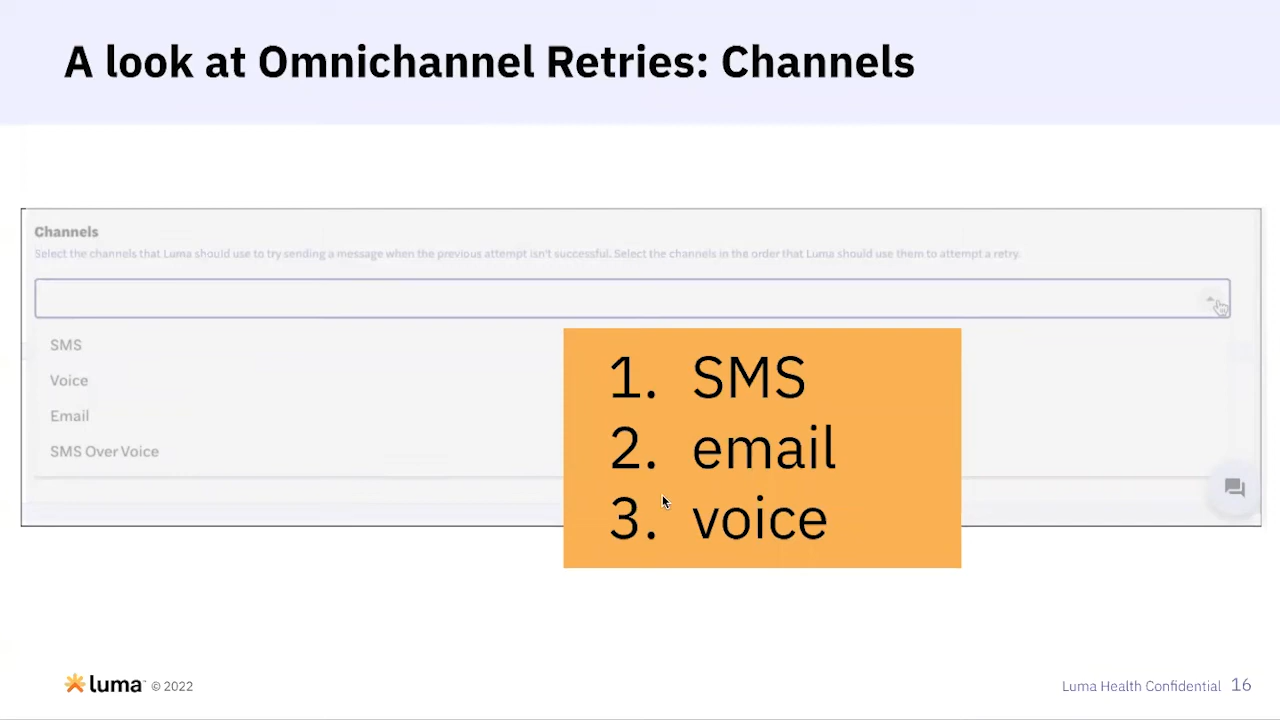 A look at Omnichannel Retries: Channels
Channels
Select the channels that Luma should use to try sending a message when the previous attempt isn't successful. Select the channels in the order that Luma should use them to attempt a retry.
SMS
Voice
Email
SMS Over Voice
1. SMS
2. email
3. voice
luma © 2022
Luma Health Confidential 16